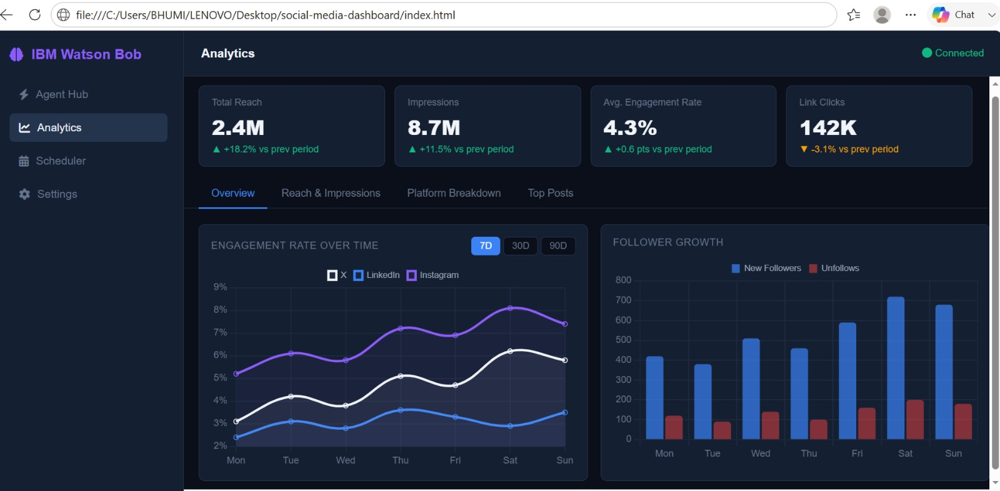 file:///C:/Users/BHUMI/LENOVO/Desktop/social-media-dashboard/index.html
Chat
IBM Watson Bob
Agent Hub
Analytics
Scheduler
Settings
Analytics
Connected
Total Reach
2.4M
▲ +18.2% vs prev period
Impressions
8.7M
▲ +11.5% vs prev period
Avg. Engagement Rate
4.3%
▲ +0.6 pts vs prev period
Link Clicks
142K
▼ -3.1% vs prev period
Overview Reach & Impressions Platform Breakdown Top Posts
ENGAGEMENT RATE OVER TIME
7D 30D 90D
X LinkedIn Instagram
9%
8%
7%
6%
5%
4%
3%
2%
Mon Tue Wed Thu Fri Sat Sun
FOLLOWER GROWTH
New Followers Unfollows
800
700
600
500
400
300
200
100
0
Mon Tue Wed Thu Fri Sat Sun